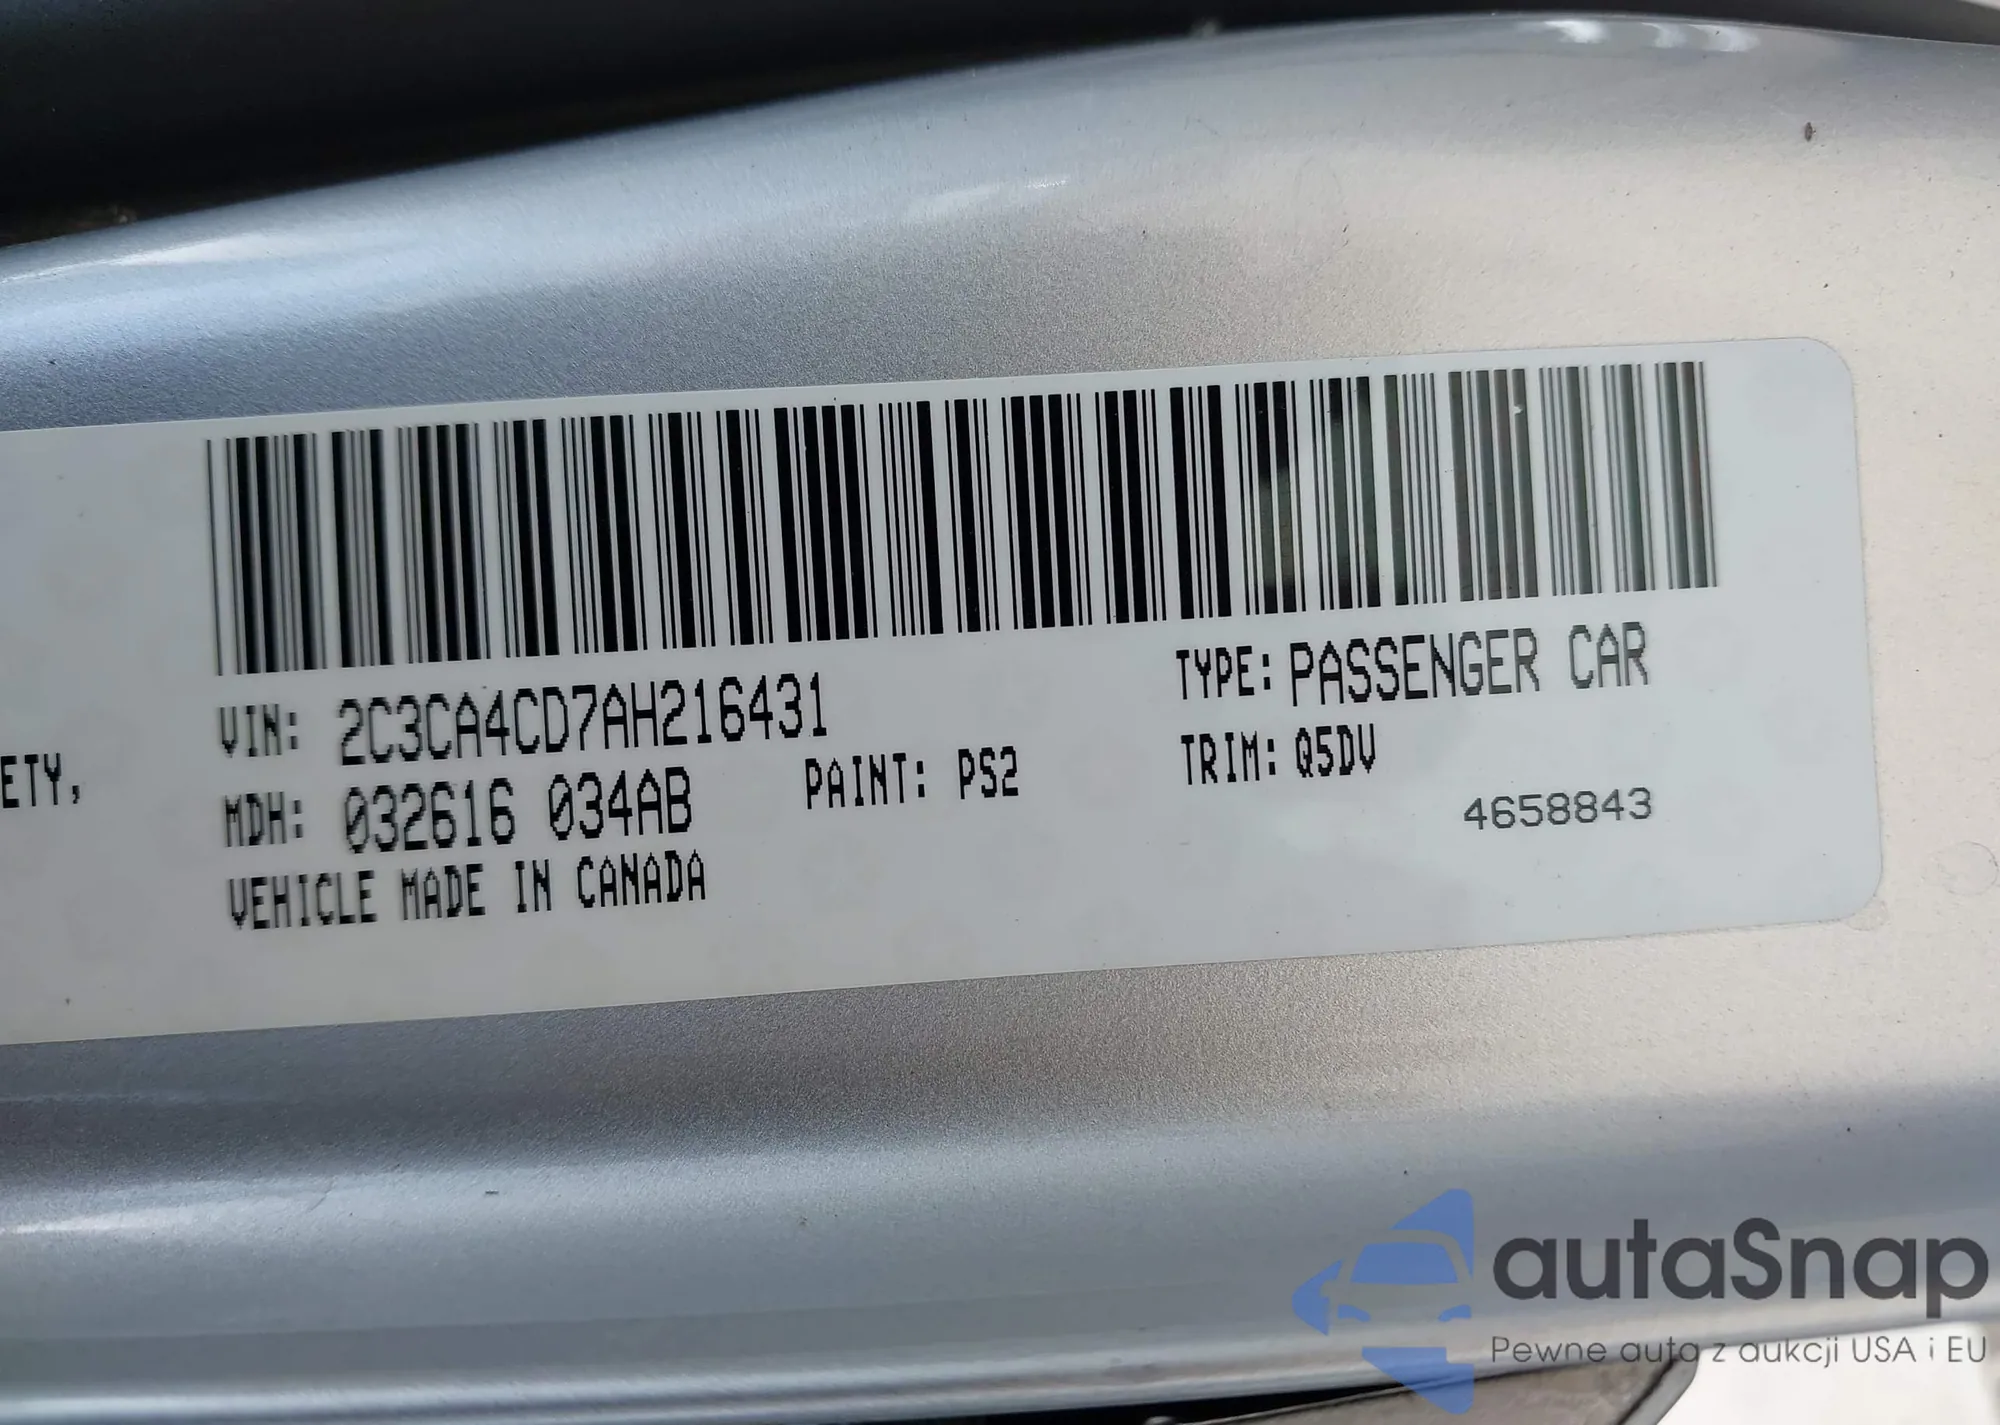 VIN: 2C3CA4CD7AH216431
TYPE: PASSENGER CAR
ETY,
MDH: 032616 034AB
PAINT: PS2
TRIM: Q5DV
4658843
VEHICLE MADE IN CANADA
autaSnap
Pewne auta z aukcji USA i EU